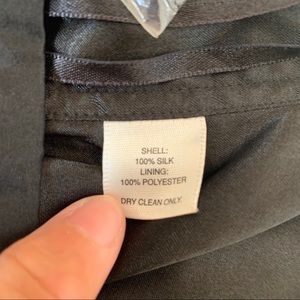 SHELL:
100% SILK
LINING:
100% POLYESTER
DRY CLEAN ONLY